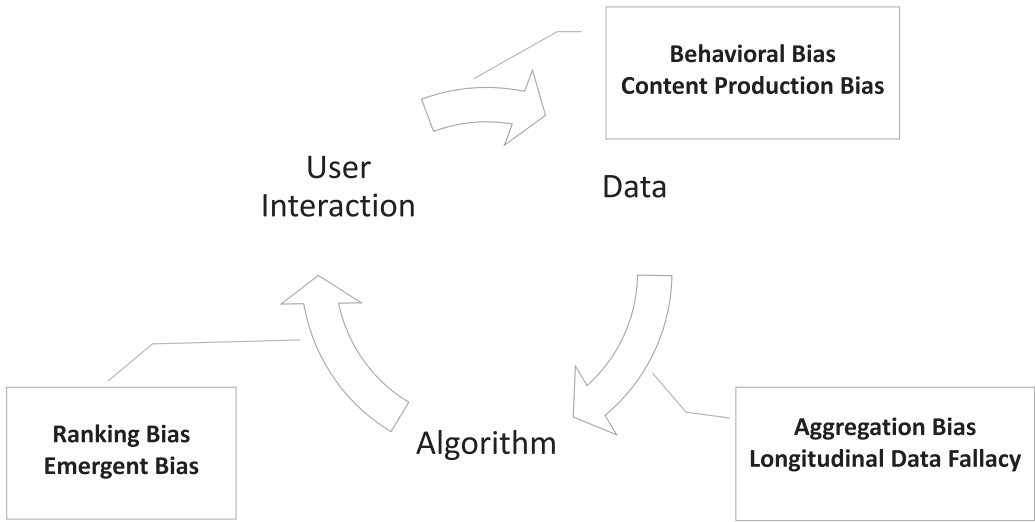 Behavioral Bias
Content Production Bias
User
Interaction
Data
Ranking Bias
Emergent Bias
Algorithm
Aggregation Bias
Longitudinal Data Fallacy